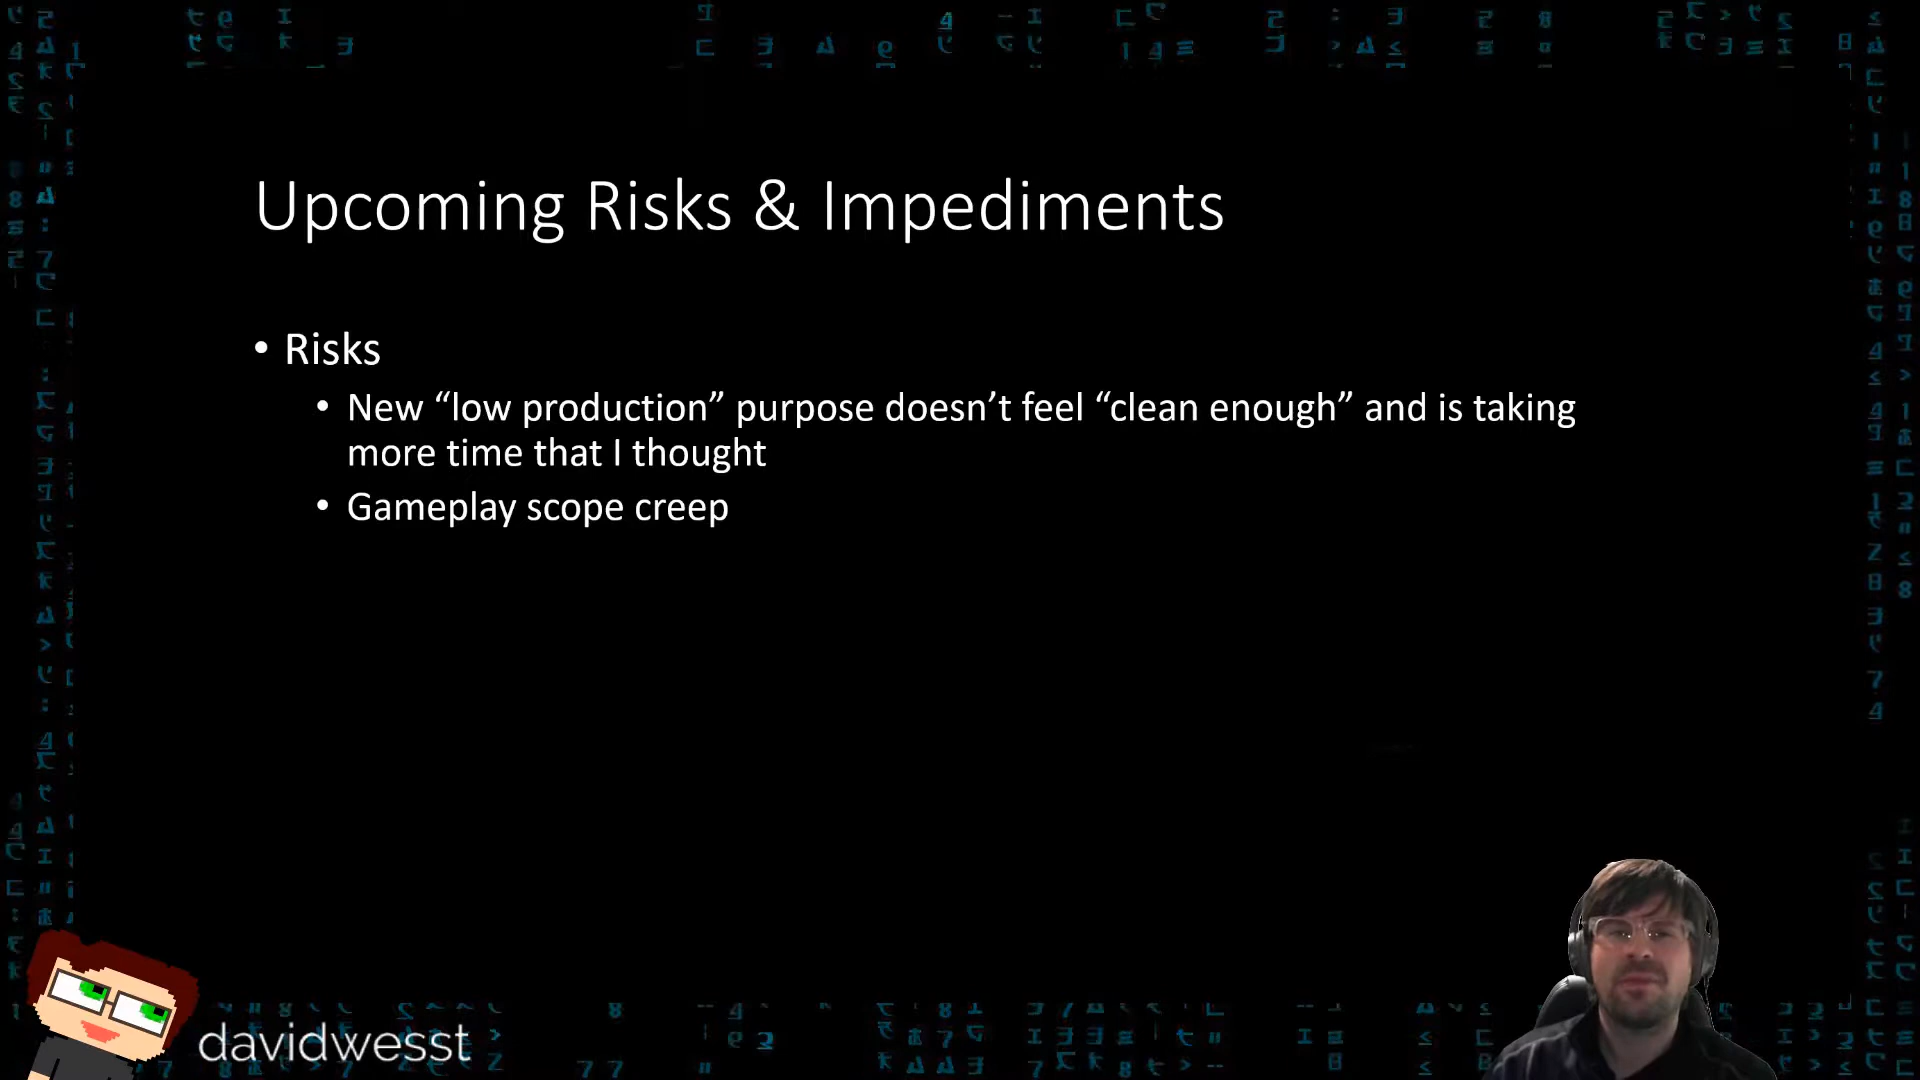 Upcoming Risks & Impediments
• Risks
• New “low production” purpose doesn’t feel “clean enough” and is taking
more time that I thought
• Gameplay scope creep
davidwesst